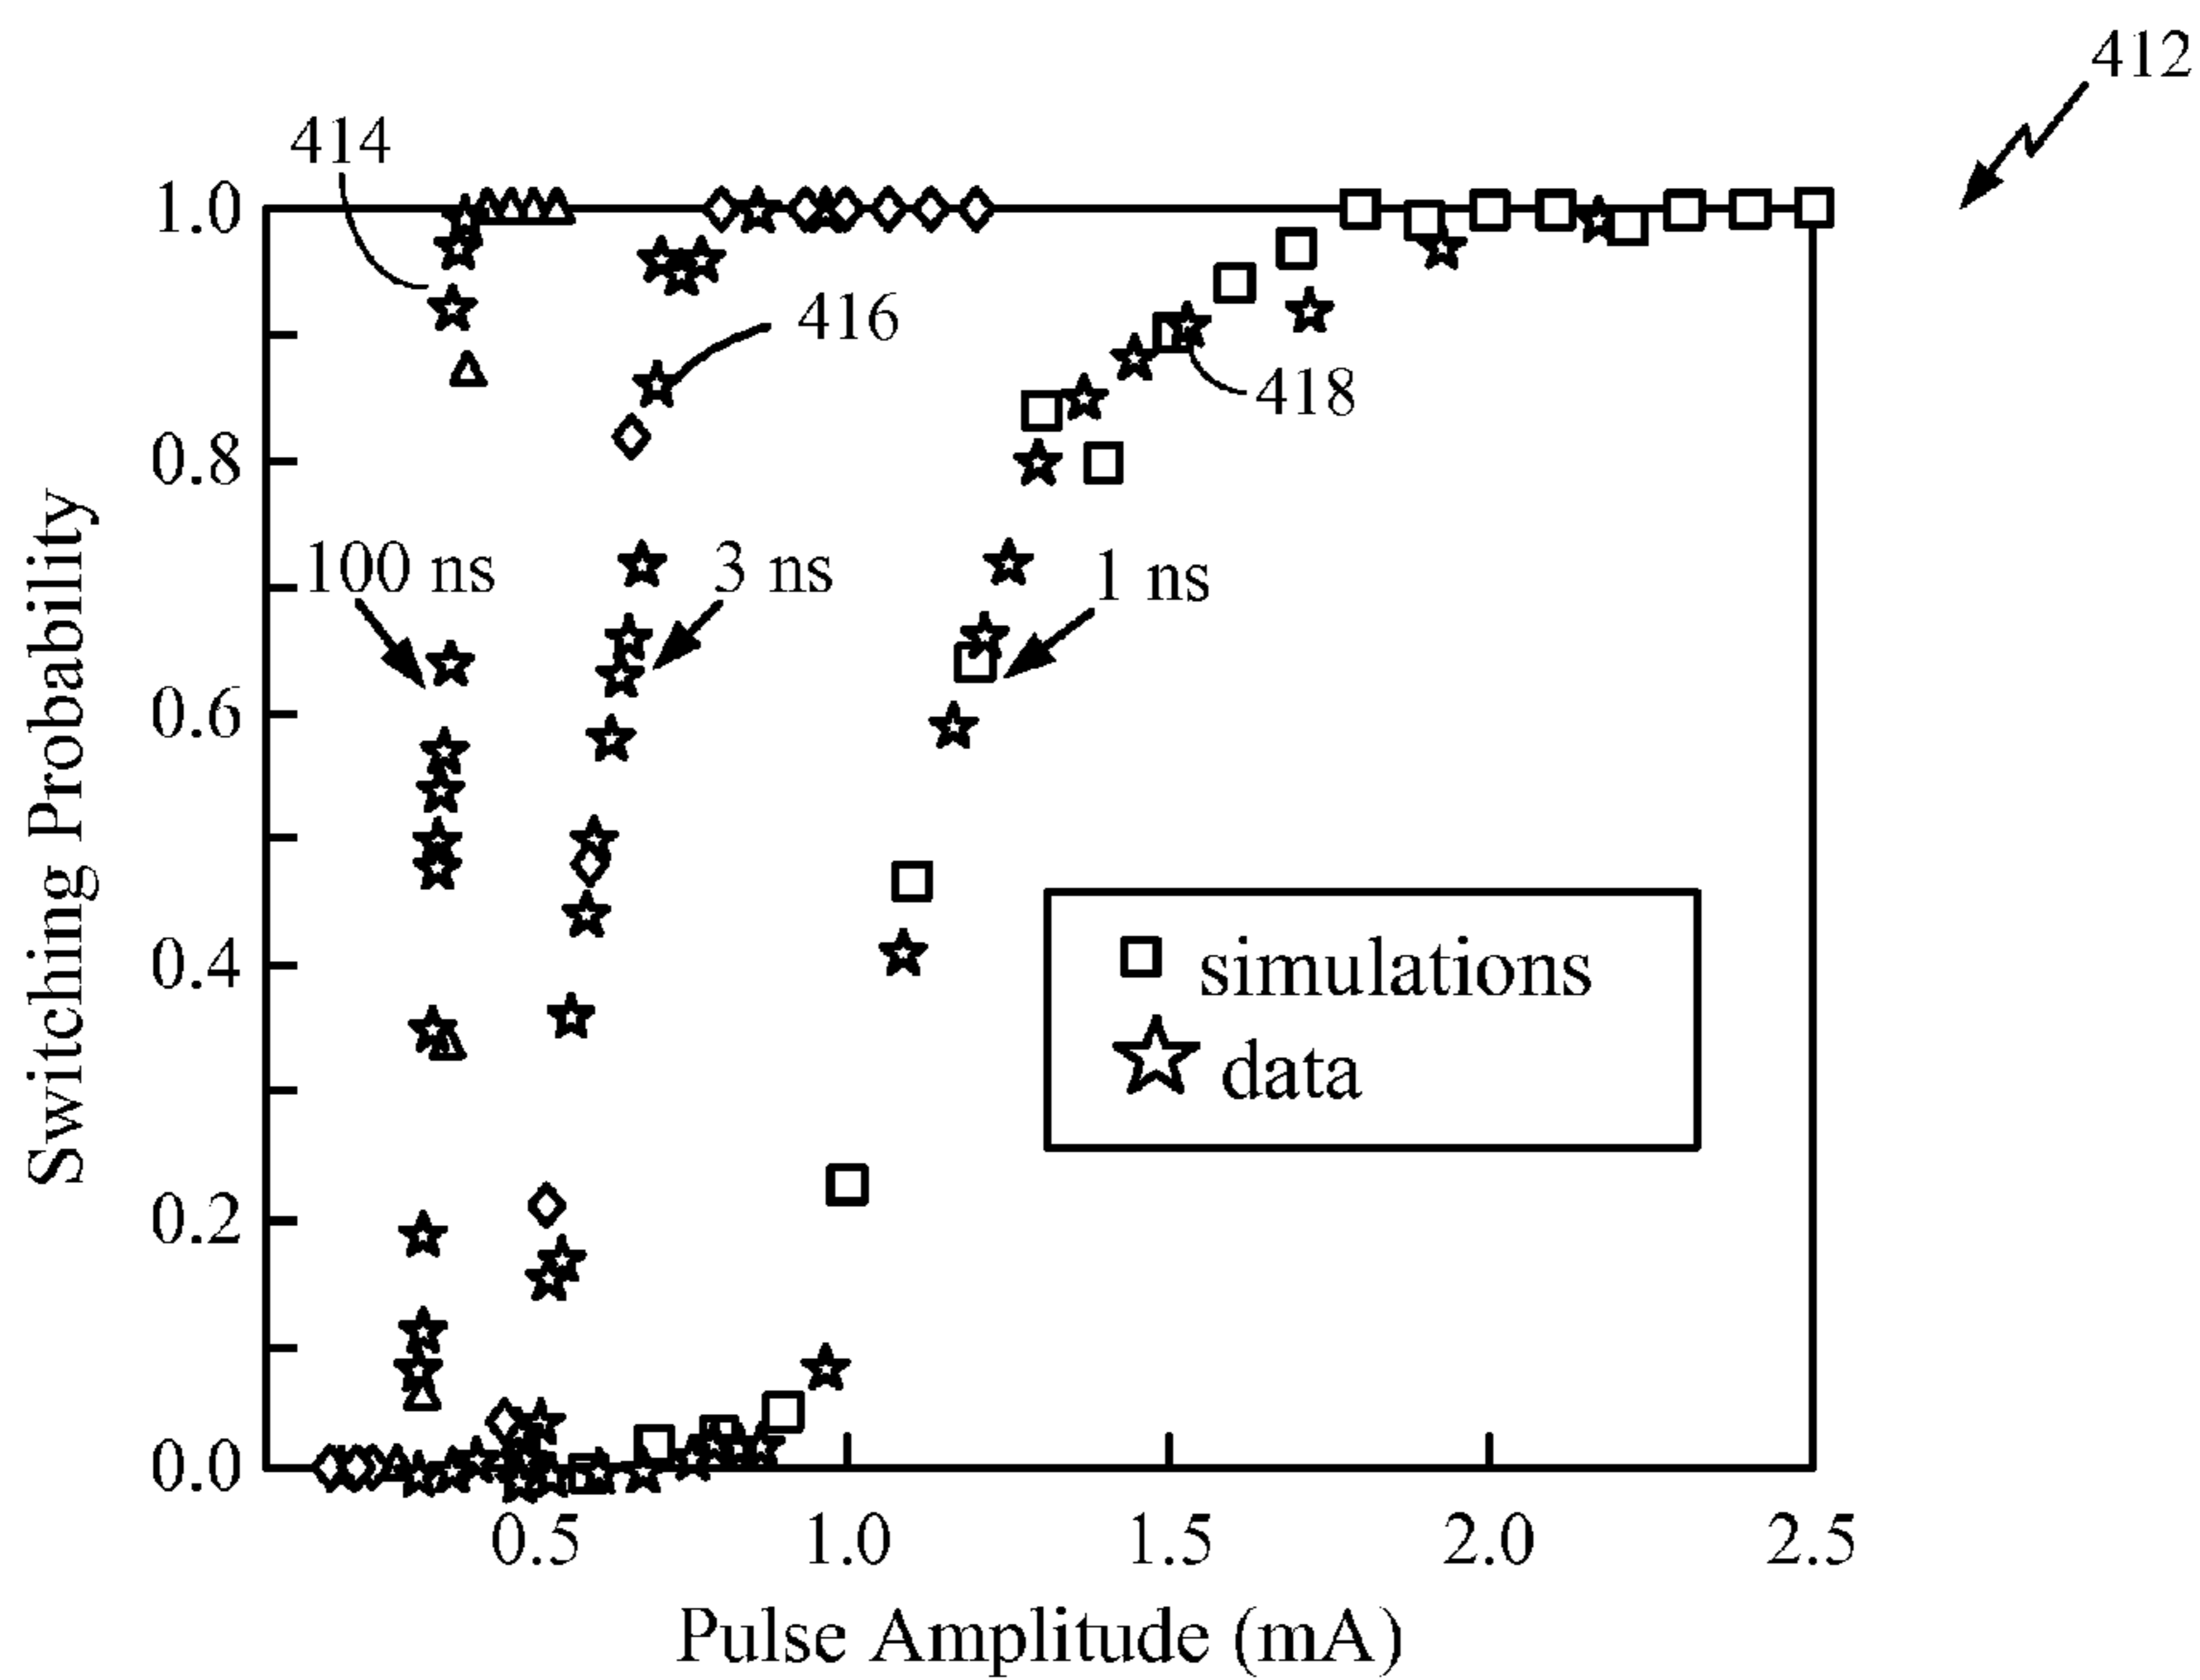 412
414
1.0
416
418
0.8
100 ns
3 ns
1 ns
0.6
0.4
0.2
0.0
Switching Probability
simulations
data
0.5
1.0
1.5
2.0
2.5
Pulse Amplitude (mA)